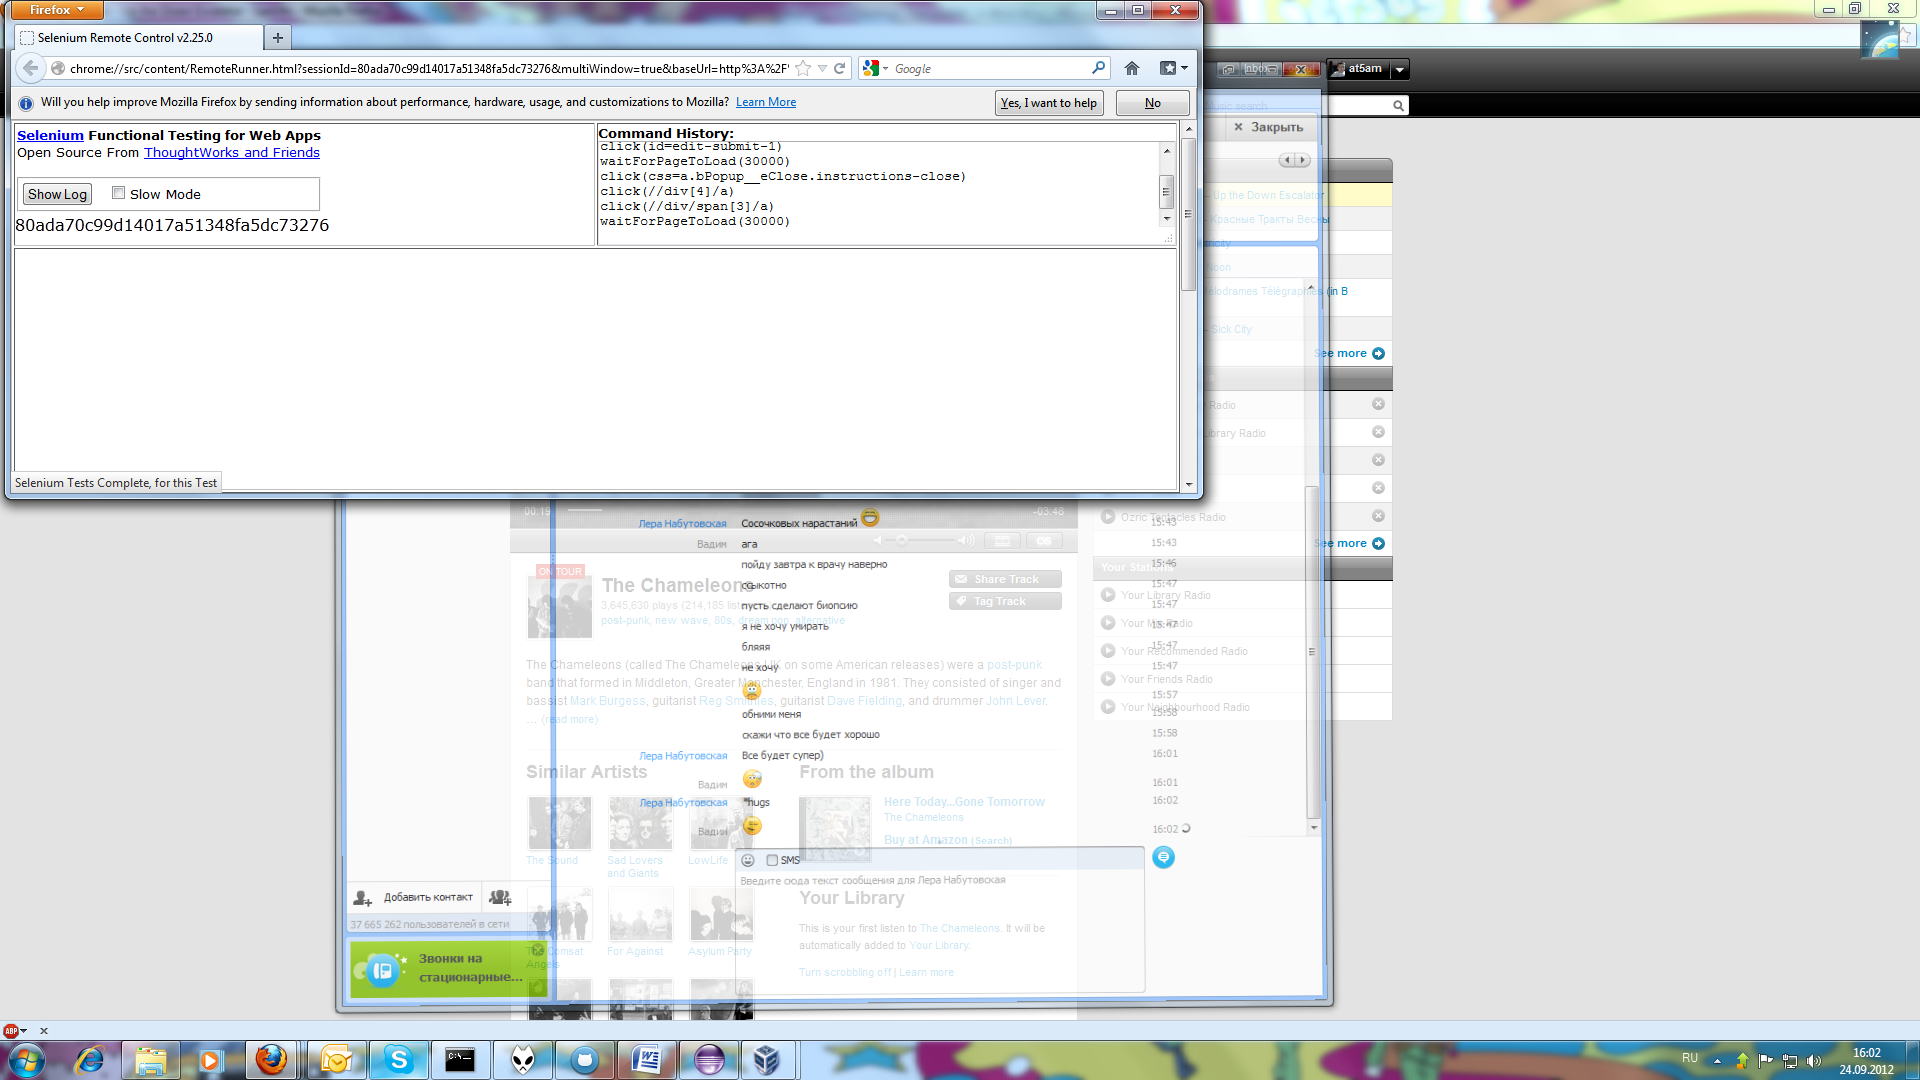 Firefox
Selenium Remote Control v2.25.0
chrome://src/content/RemoteRunner.html?sessionId=80ada70c99d14017a51348fa5dc73276&multiWindow=true&baseUrl=http%3A%2F'
Google
Will you help improve Mozilla Firefox by sending information about performance, hardware, usage, and customizations to Mozilla? Learn More
Yes, I want to help
No
Selenium Functional Testing for Web Apps
Open Source From ThoughtWorks and Friends
Show Log
Slow Mode
80ada70c99d14017a51348fa5dc73276
Command History:
click(id=edit-submit-1)
waitForPageToLoad(30000)
click(css=a.bPopup__eClose.instructions-close)
click(//div[4]/a)
click(//div/span[3]/a)
waitForPageToLoad(30000)
Selenium Tests Complete, for this Test
Inbox
at5am
Music search
Закрыть
- Up the Down Escalator
- Красные Тракты Весны
Noon
Télégraphies (in B
- Sick City
See more
Radio
Library Radio
Ozric Tentacles Radio
See more
Your Stations
Your Library Radio
Your Mix Radio
Your Recommended Radio
Your Friends Radio
Your Neighbourhood Radio
00:19
-03:48
ON TOUR
The Chameleons
3,645,630 plays (214,185
post-punk, new wave, 80s, dream pop, alternative
Share Track
Tag Track
The Chameleons (called The Chameleons UK on some American releases) were a post-punk
band that formed in Middleton, Greater Manchester, England in 1981. They consisted of singer and
bassist Mark Burgess, guitarist Reg Smithies, guitarist Dave Fielding, and drummer John Lever.
... (read more)
Similar Artists
The Sound
Sad Lovers and Giants
LowLife
The Comsat Angels
For Against
Asylum Party
From the album
Here Today...Gone Tomorrow
The Chameleons
Buy at Amazon (Search)
Your Library
This is your first listen to The Chameleons. It will be
automatically added to Your Library.
Turn scrobbling off | Learn more
Лера Набутовская
Сосочковых нарастаний
15:43
Вадим
ага
15:43
пойду завтра к врачу наверно
15:46
ссыкотно
15:47
пусть сделают биопсию
15:47
я не хочу умирать
15:47
бляяя
15:47
не хочу
15:47
15:57
обними меня
15:58
скажи что все будет хорошо
15:58
Лера Набутовская
Все будет супер)
16:01
Вадим
16:01
Лера Набутовская
*hugs
16:02
Вадим
16:02
SMS
Введите сюда текст сообщения для Лера Набутовская
Добавить контакт
37 665 262 пользователей в сети
Звонки на
стационарные...
ABP
C:\
RU
16:02
24.09.2012